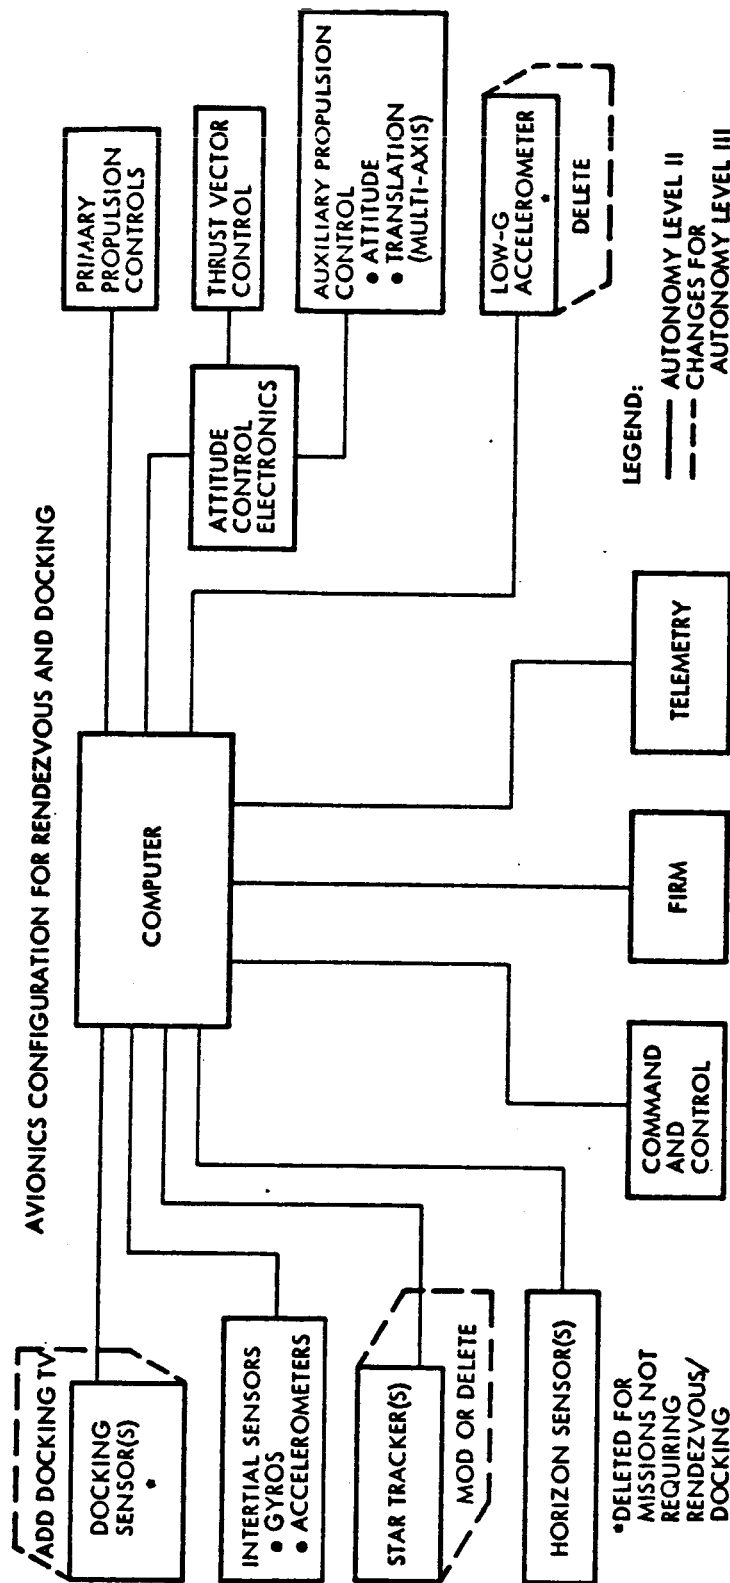 AVIONICS CONFIGURATION FOR RENDEZVOUS AND DOCKING
ADD DOCKING TV
DOCKING
SENSOR(S)
*
INTERTIAL SENSORS
• GYROS
• ACCELEROMETERS
STAR TRACKER(S)
MOD OR DELETE
HORIZON SENSOR(S)
*DELETED FOR
MISSIONS NOT
REQUIRING
RENDEZVOUS/
DOCKING
COMPUTER
COMMAND
AND
CONTROL
FIRM
TELEMETRY
PRIMARY
PROPULSION
CONTROLS
ATTITUDE
CONTROL
ELECTRONICS
THRUST VECTOR
CONTROL
AUXILIARY PROPULSION
CONTROL
• ATTITUDE
• TRANSLATION
(MULTI-AXIS)
LOW-G
ACCELEROMETER
*
DELETE
LEGEND:
AUTONOMY LEVEL II
CHANGES FOR
AUTONOMY LEVEL III